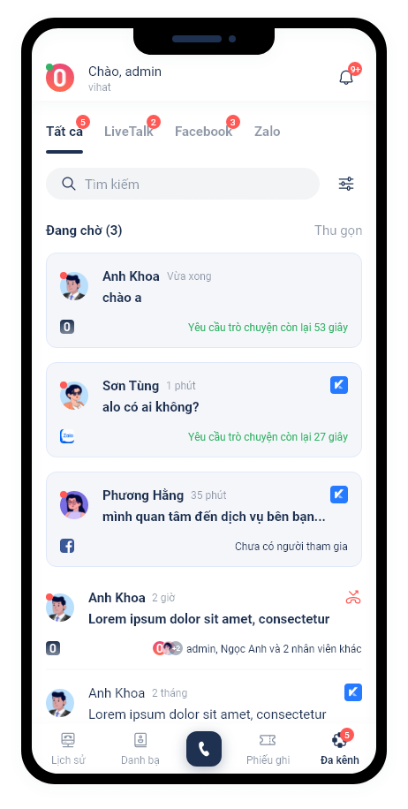 Chào, admin
vihat
9+
Tất cả 5
LiveTalk 2
Facebook 3
Zalo
Tìm kiếm
Đang chờ (3)
Thu gọn
Anh Khoa Vừa xong
chào a
Yêu cầu trò chuyện còn lại 53 giây
Sơn Tùng 1 phút
alo có ai không?
Zalo
Yêu cầu trò chuyện còn lại 27 giây
Phương Hằng 35 phút
mình quan tâm đến dịch vụ bên bạn...
Chưa có người tham gia
Anh Khoa 2 giờ
Lorem ipsum dolor sit amet, consectetur
+2 admin, Ngọc Anh và 2 nhân viên khác
Anh Khoa 2 tháng
Lorem ipsum dolor sit amet, consectetur
Lịch sử
Danh bạ
Phiếu ghi
5
Đa kênh